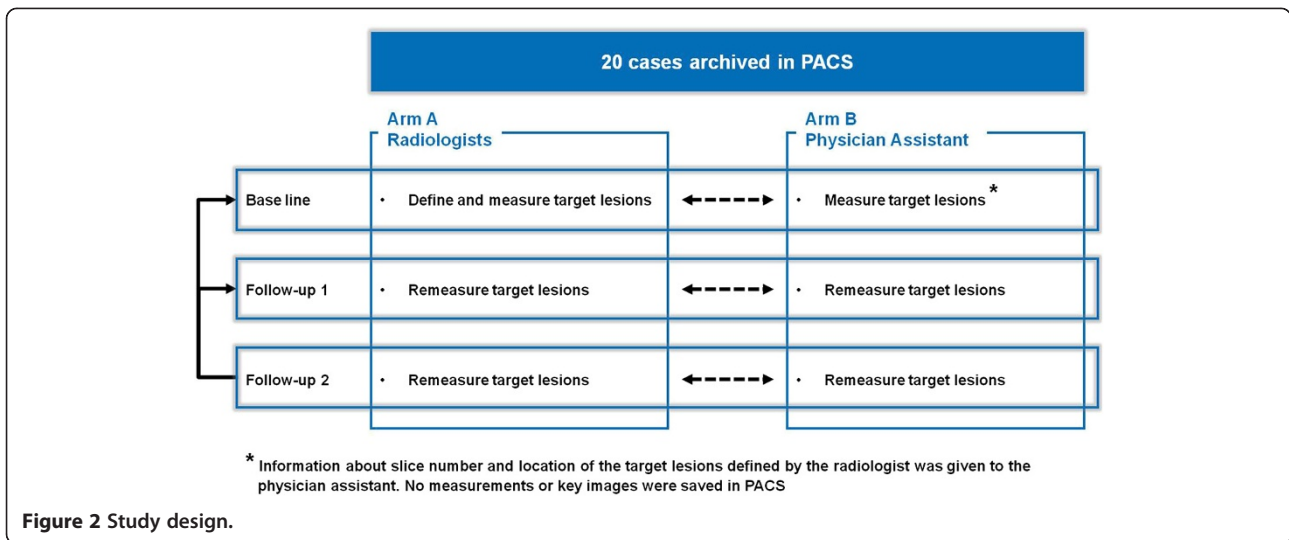 20 cases archived in PACS
Arm A
Radiologists
Arm B
Physician Assistant
Base line
• Define and measure target lesions
• Measure target lesions *
Follow-up 1
• Remeasure target lesions
• Remeasure target lesions
Follow-up 2
• Remeasure target lesions
• Remeasure target lesions
* Information about slice number and location of the target lesions defined by the radiologist was given to the
physician assistant. No measurements or key images were saved in PACS
Figure 2 Study design.